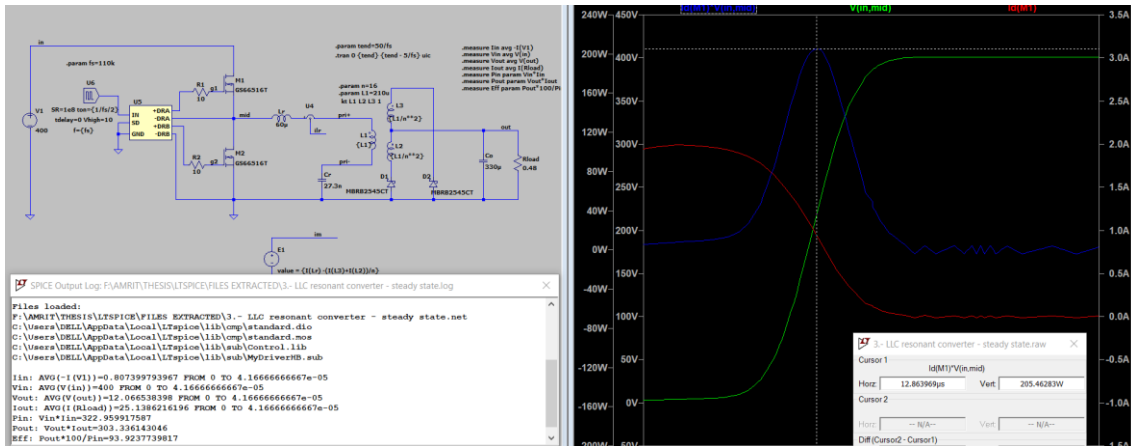 in
.param fs=110k
.param tend=50/fs
.tran 0 {tend} {tend - 5/fs} uic
.measure Iin avg -I(V1)
.measure Vin avg V(in)
.measure Vout avg V(out)
.measure Iout avg I(Rload)
.measure Pin param Vin*Iin
.measure Pout param Vout*Iout
.measure Eff param Pout*100/Pin
.param n=16
.param L1=210u
kt L1 L2 L3 1
U6
SR=1e8 ton={1/fs/2}
tdelay=0 Vhigh=10
f={fs}
V1
400
U5
IN
SD
GND
+DRA
-DRA
+DRB
-DRB
R1
10
g1
M1
GS66516T
mid
Lr
60µ
U4
ilr
pri+
L1
{L1}
pri-
Cr
27.3n
L3
{L1/n**2}
L2
{L1/n**2}
D1
MBRB2545CT
D2
MBRB2545CT
out
Co
330µ
Rload
0.48
10
g2
M2
GS66516T
im
E1
value = {I(Lr) -(I(L3)+I(L2))/n}
SPICE Output Log: F:\AMRIT\THESIS\LTSPICE\FILES EXTRACTED\3.- LLC resonant converter - steady state.log
Files loaded:
F:\AMRIT\THESIS\LTSPICE\FILES EXTRACTED\3.- LLC resonant converter - steady state.net
C:\Users\DELL\AppData\Local\LTspice\lib\cmp\standard.dio
C:\Users\DELL\AppData\Local\LTspice\lib\cmp\standard.mos
C:\Users\DELL\AppData\Local\LTspice\lib\sub\Control.lib
C:\Users\DELL\AppData\Local\LTspice\lib\sub\MyDriverHB.sub
Iin: AVG(-I(V1))=0.807399793967 FROM 0 TO 4.16666666667e-05
Vin: AVG(V(in))=400 FROM 0 TO 4.16666666667e-05
Vout: AVG(V(out))=12.066538398 FROM 0 TO 4.16666666667e-05
Iout: AVG(I(Rload))=25.1386216196 FROM 0 TO 4.16666666667e-05
Pin: Vin*Iin=322.959917587
Pout: Vout*Iout=303.336143046
Eff: Pout*100/Pin=93.9237739817
Id(M1)*V(in,mid)
V(in,mid)
Id(M1)
240W 450V 3.5A
200W 400V 3.0A
160W 350V 2.5A
120W 300V 2.0A
80W 250V 1.5A
40W 200V 1.0A
0W 150V 0.5A
-40W 100V 0.0A
-80W 50V
-120W 0V
-160W
-200W
3.- LLC resonant converter - steady state.raw
Cursor 1
Id(M1)*V(in,mid)
Horz: 12.863969µs Vert: 205.46283W
Cursor 2
Horz: -- N/A-- Vert: -- N/A--
Diff (Cursor2 - Cursor1)